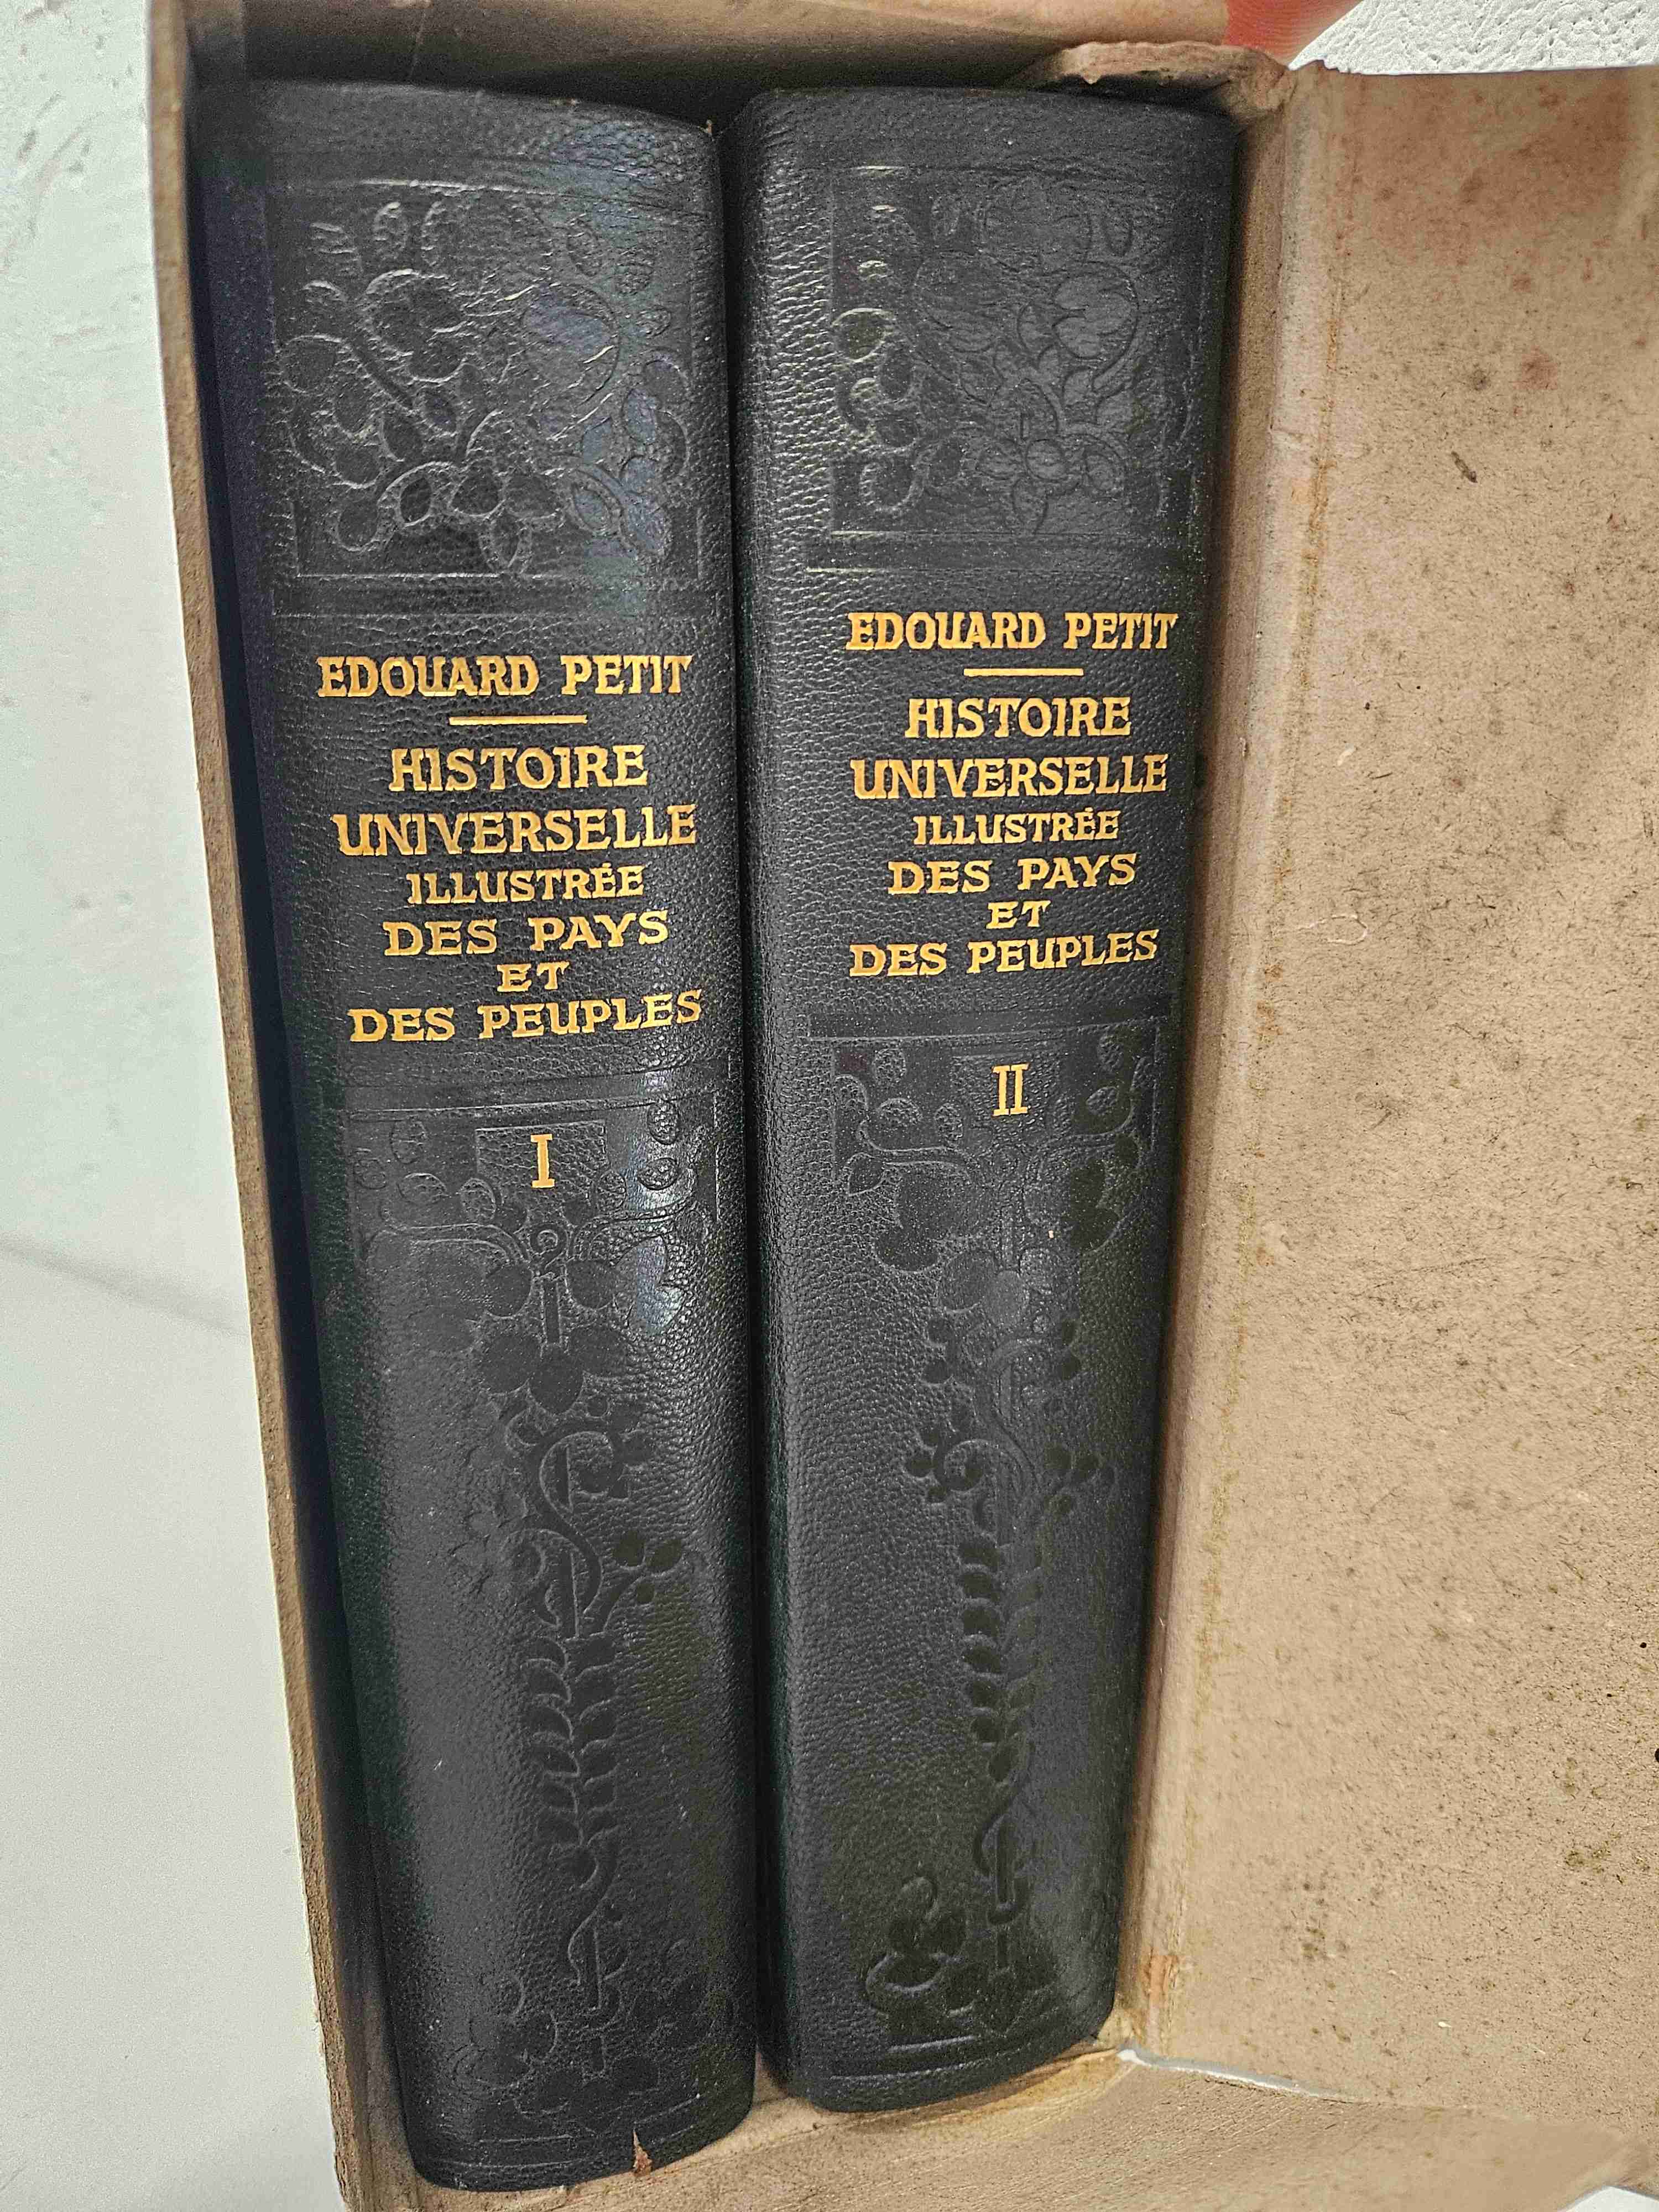 EDOUARD PETIT
HISTOIRE
UNIVERSELLE
ILLUSTRÉE
DES PAYS
ET
DES PEUPLES
I
EDOUARD PETIT
HISTOIRE
UNIVERSELLE
ILLUSTRÉE
DES PAYS
ET
DES PEUPLES
II